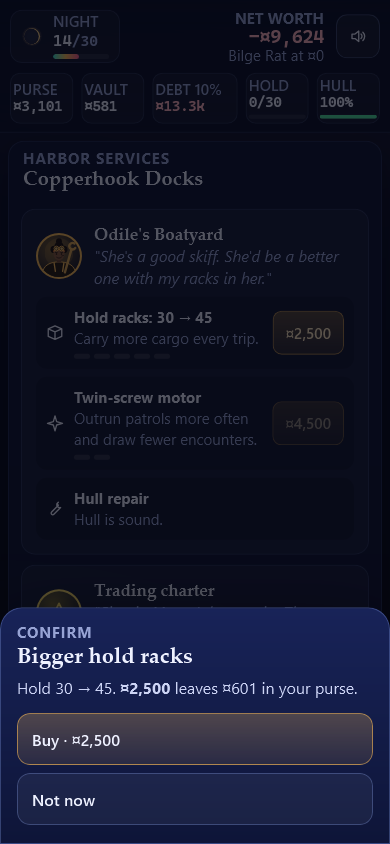 NIGHT
14/30
NET WORTH
−¤9,624
Bilge Rat at ¤0
PURSE
¤3,101
VAULT
¤581
DEBT 10%
¤13.3k
HOLD
0/30
HULL
100%
HARBOR SERVICES
Copperhook Docks
Odile's Boatyard
"She's a good skiff. She'd be a better
one with my racks in her."
Hold racks: 30 → 45
Carry more cargo every trip.
¤2,500
Twin-screw motor
Outrun patrols more often
and draw fewer encounters.
¤4,500
Hull repair
Hull is sound.
Trading charter
CONFIRM
Bigger hold racks
Hold 30 → 45. ¤2,500 leaves ¤601 in your purse.
Buy · ¤2,500
Not now